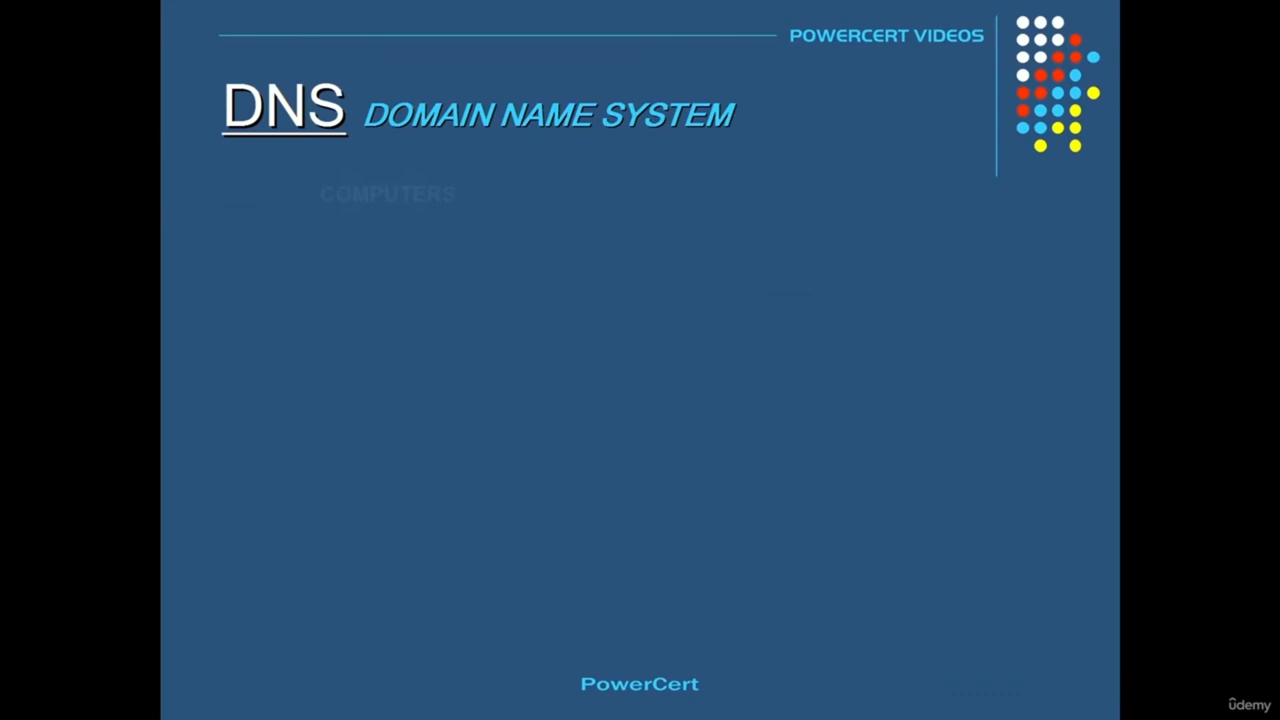 POWERCERT VIDEOS
DNS DOMAIN NAME SYSTEM
COMPUTERS
PowerCert
ûdemy